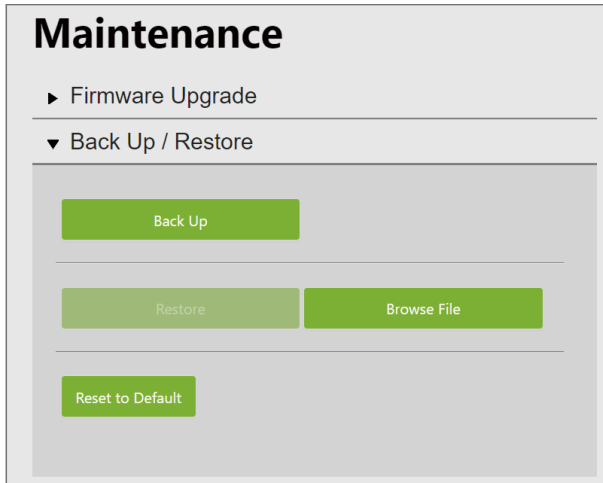 Maintenance
Firmware Upgrade
Back Up / Restore
Back Up
Restore Browse File
Reset to Default